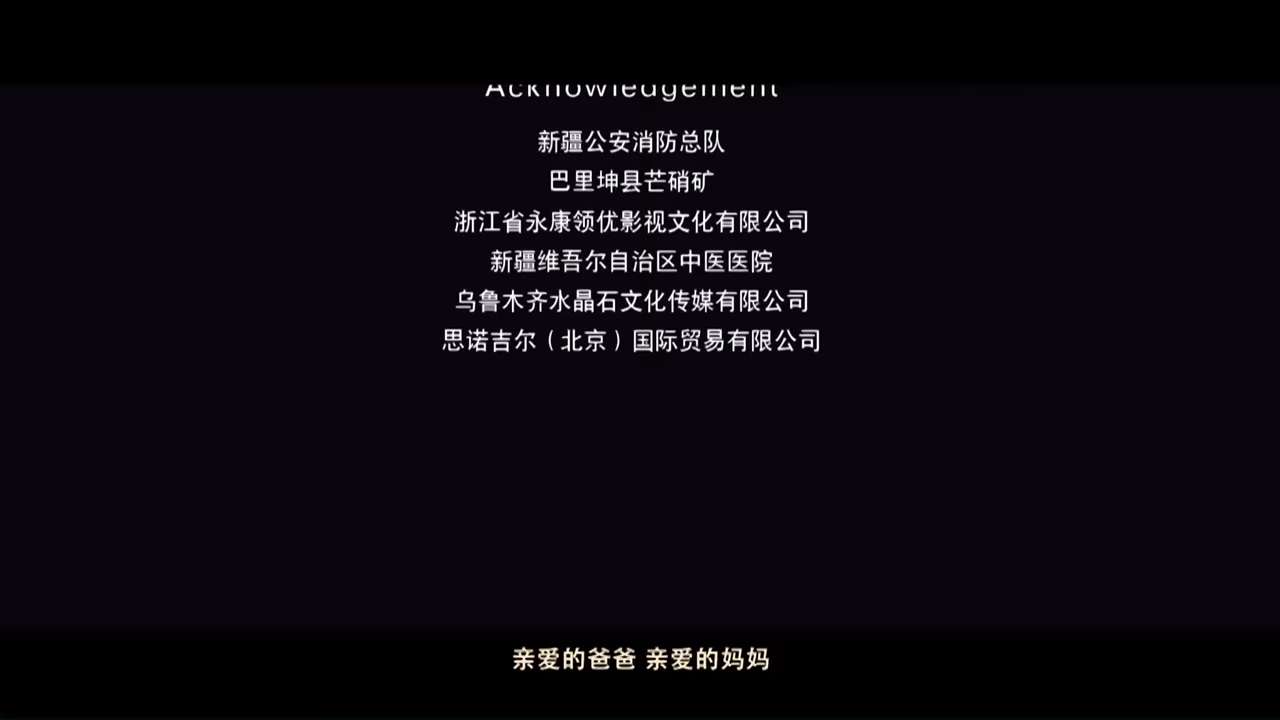 Acknowledgement
新疆公安消防总队
巴里坤县芒硝矿
浙江省永康领优影视文化有限公司
新疆维吾尔自治区中医医院
乌鲁木齐水晶石文化传媒有限公司
思诺吉尔（北京）国际贸易有限公司
亲爱的爸爸 亲爱的妈妈